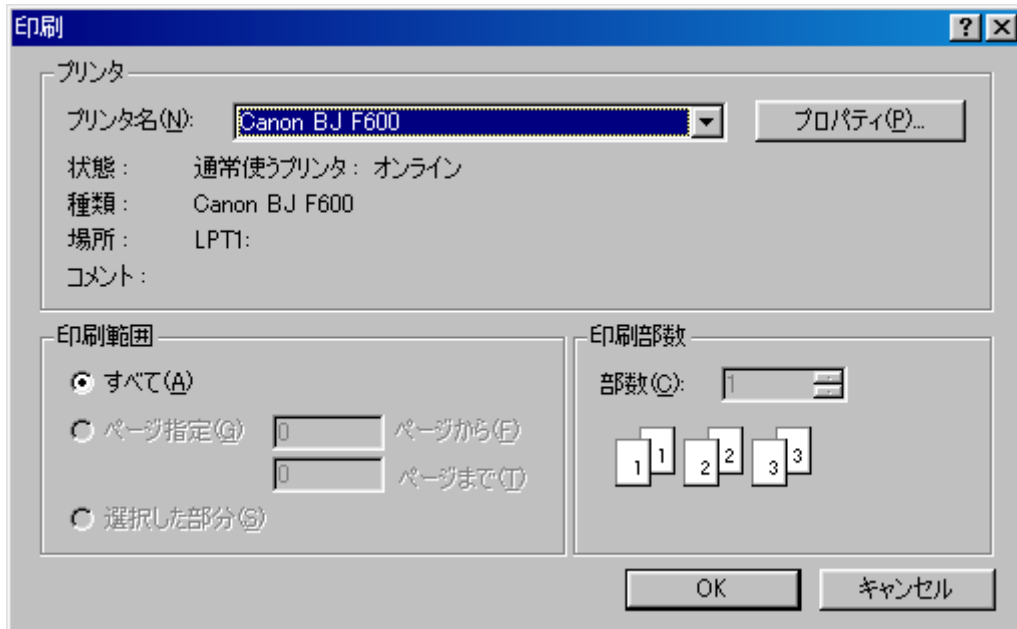 印刷
プリンタ
プリンタ名(N): Canon BJ F600 プロパティ(P)...
状態： 通常使うプリンタ： オンライン
種類： Canon BJ F600
場所： LPT1:
コメント：
印刷範囲
すべて(A)
ページ指定(G) 0 ページから(F)
0 ページまで(T)
選択した部分(S)
印刷部数
部数(C): 1
1 1 2 2 3 3
OK キャンセル